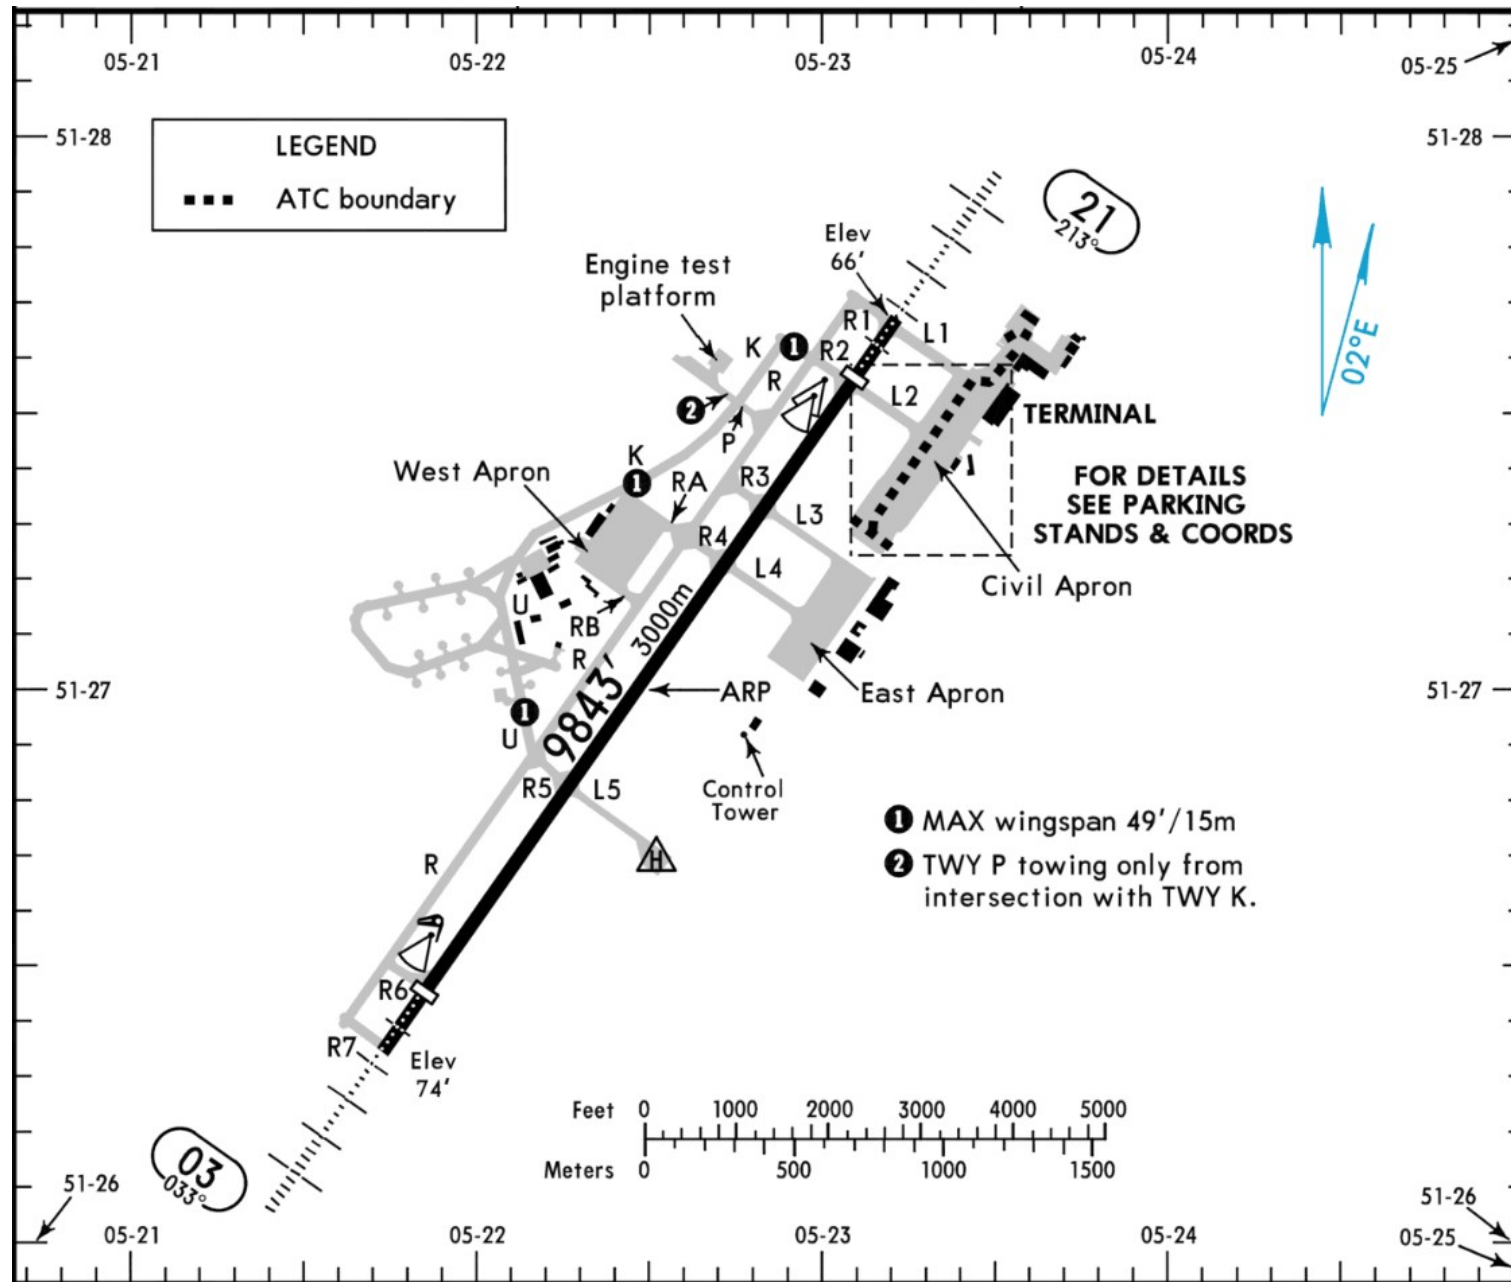 05-21
05-22
05-23
05-24
05-25
51-28
51-28
LEGEND
ATC boundary
21
213°
Elev
66'
Engine test
platform
02°E
R1
L1
K
1
R2
R
L2
2
P
TERMINAL
K
1
West Apron
RA
R3
L3
FOR DETAILS
SEE PARKING
STANDS & COORDS
R4
L4
Civil Apron
U
RB
R
3000m
9843'
51-27
ARP
East Apron
51-27
1
U
R5
L5
Control
Tower
H
1 MAX wingspan 49'/15m
2 TWY P towing only from
intersection with TWY K.
R
R6
R7
Elev
74'
Feet 0 1000 2000 3000 4000 5000
Meters 0 500 1000 1500
03
033°
51-26
51-26
05-21
05-22
05-23
05-24
05-25